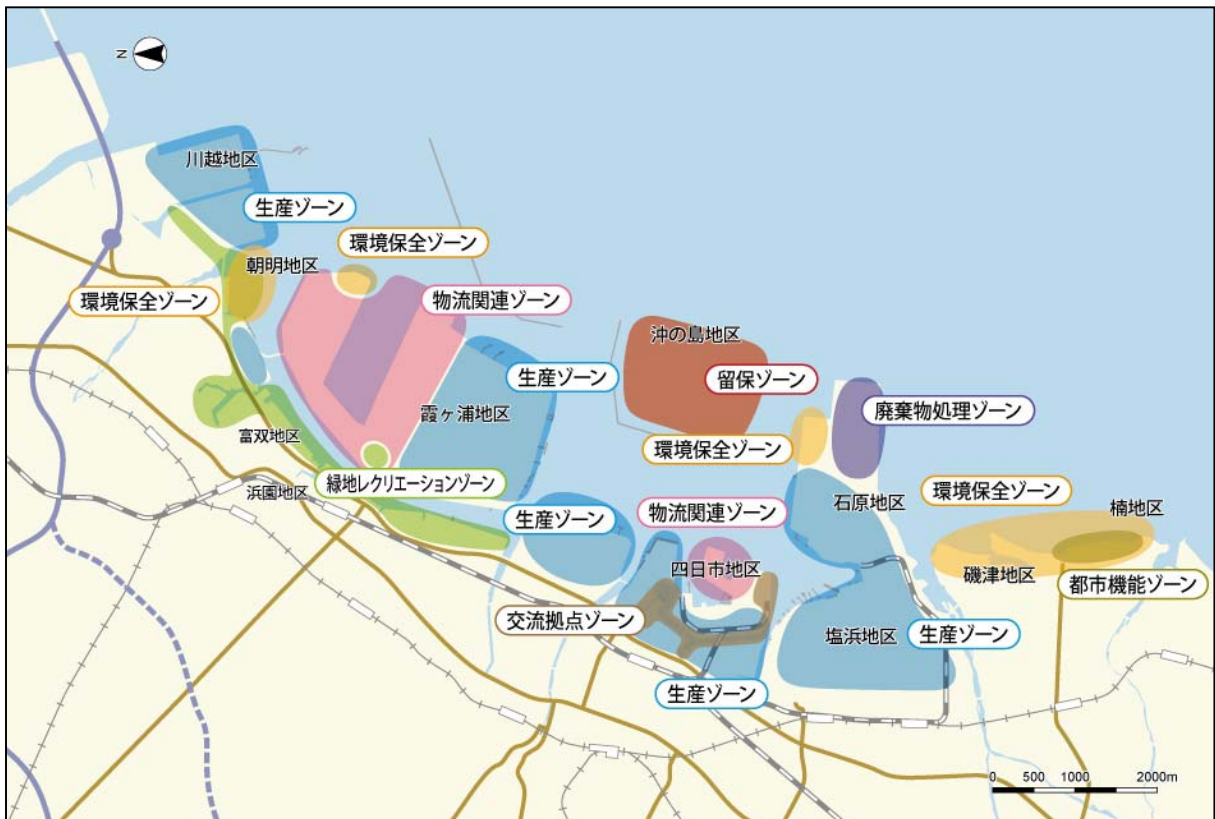 N
川越地区
生産ゾーン
環境保全ゾーン
朝明地区
環境保全ゾーン
物流関連ゾーン
沖の島地区
生産ゾーン
留保ゾーン
霞ヶ浦地区
廃棄物処理ゾーン
富双地区
環境保全ゾーン
浜園地区
緑地レクリエーションゾーン
環境保全ゾーン
石原地区
楠地区
生産ゾーン
物流関連ゾーン
四日市地区
磯津地区
都市機能ゾーン
交流拠点ゾーン
塩浜地区
生産ゾーン
生産ゾーン
0 500 1000 2000m